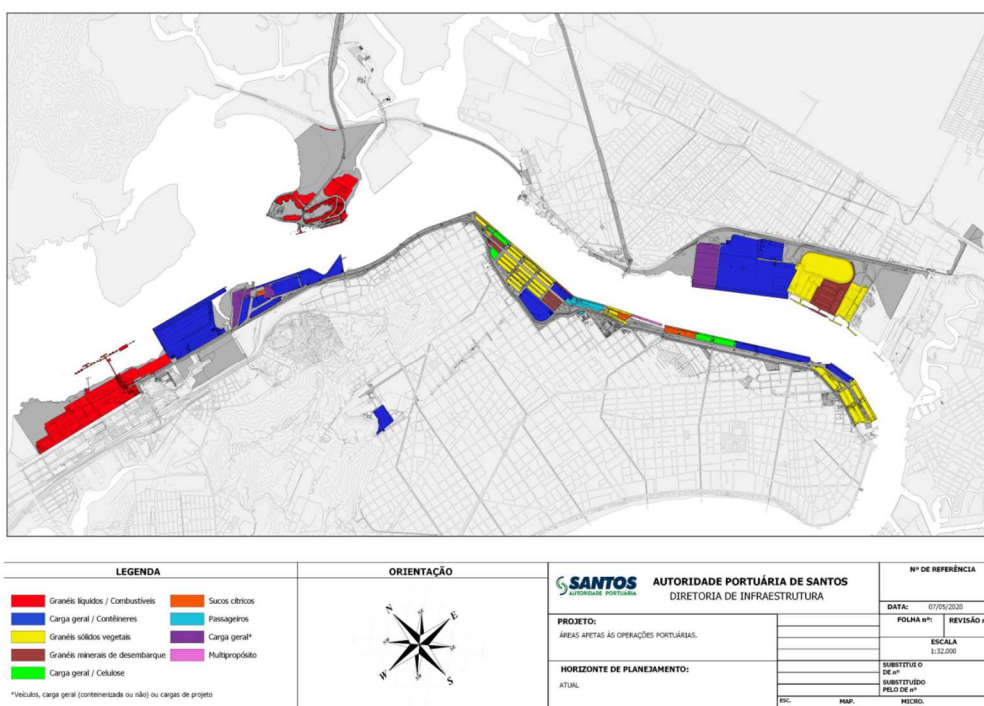 LEGENDA
Granéis líquidos / Combustíveis
Carga geral / Contêineres
Granéis sólidos vegetais
Granéis minerais de desembarque
Carga geral / Celulose
Sucos cítricos
Passageiros
Carga geral*
Multipropósito
*Veículos, carga geral (conteinerizada ou não) ou cargas de projeto
ORIENTAÇÃO
N
E
W
S
SANTOS
AUTORIDADE PORTUÁRIA
AUTORIDADE PORTUÁRIA DE SANTOS
DIRETORIA DE INFRAESTRUTURA
PROJETO:
ÁREAS AFETAS ÀS OPERAÇÕES PORTUÁRIAS.
HORIZONTE DE PLANEJAMENTO:
ATUAL
ESC. MAP. MICRO.
Nº DE REFERÊNCIA
DATA: 07/05/2020
FOLHA nº: REVISÃO n
ESCALA
1:32.000
SUBSTITUI O
DE nº
SUBSTITUÍDO
PELO DE nº